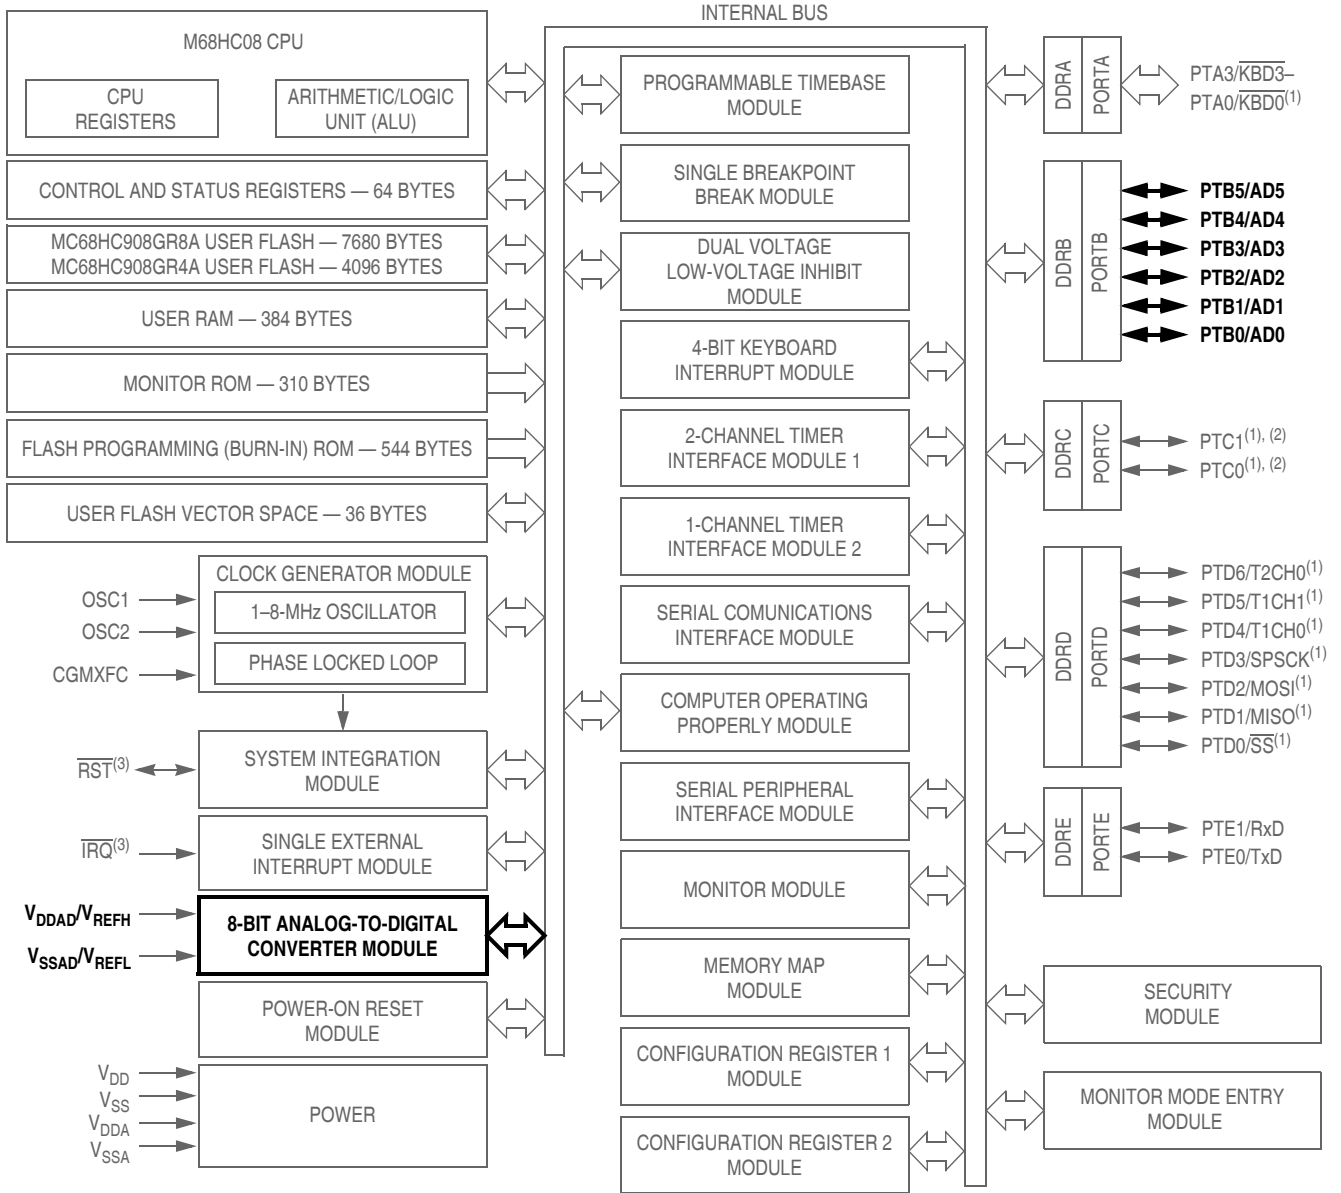 INTERNAL BUS
M68HC08 CPU
CPU
REGISTERS
ARITHMETIC/LOGIC
UNIT (ALU)
CONTROL AND STATUS REGISTERS — 64 BYTES
MC68HC908GR8A USER FLASH — 7680 BYTES
MC68HC908GR4A USER FLASH — 4096 BYTES
USER RAM — 384 BYTES
MONITOR ROM — 310 BYTES
FLASH PROGRAMMING (BURN-IN) ROM — 544 BYTES
USER FLASH VECTOR SPACE — 36 BYTES
CLOCK GENERATOR MODULE
1–8-MHz OSCILLATOR
PHASE LOCKED LOOP
OSC1
OSC2
CGMXFC
SYSTEM INTEGRATION
MODULE
RST(3)
SINGLE EXTERNAL
INTERRUPT MODULE
IRQ(3)
8-BIT ANALOG-TO-DIGITAL
CONVERTER MODULE
VDDAD/VREFH
VSSAD/VREFL
POWER-ON RESET
MODULE
VDD
VSS
VDDA
VSSA
POWER
PROGRAMMABLE TIMEBASE
MODULE
SINGLE BREAKPOINT
BREAK MODULE
DUAL VOLTAGE
LOW-VOLTAGE INHIBIT
MODULE
4-BIT KEYBOARD
INTERRUPT MODULE
2-CHANNEL TIMER
INTERFACE MODULE 1
1-CHANNEL TIMER
INTERFACE MODULE 2
SERIAL COMUNICATIONS
INTERFACE MODULE
COMPUTER OPERATING
PROPERLY MODULE
SERIAL PERIPHERAL
INTERFACE MODULE
MONITOR MODULE
MEMORY MAP
MODULE
CONFIGURATION REGISTER 1
MODULE
CONFIGURATION REGISTER 2
MODULE
DDRA
PORTA
PTA3/KBD3–
PTA0/KBD0(1)
DDRB
PORTB
PTB5/AD5
PTB4/AD4
PTB3/AD3
PTB2/AD2
PTB1/AD1
PTB0/AD0
DDRC
PORTC
PTC1(1), (2)
PTC0(1), (2)
DDRD
PORTD
PTD6/T2CH0(1)
PTD5/T1CH1(1)
PTD4/T1CH0(1)
PTD3/SPSCK(1)
PTD2/MOSI(1)
PTD1/MISO(1)
PTD0/SS(1)
DDRE
PORTE
PTE1/RxD
PTE0/TxD
SECURITY
MODULE
MONITOR MODE ENTRY
MODULE